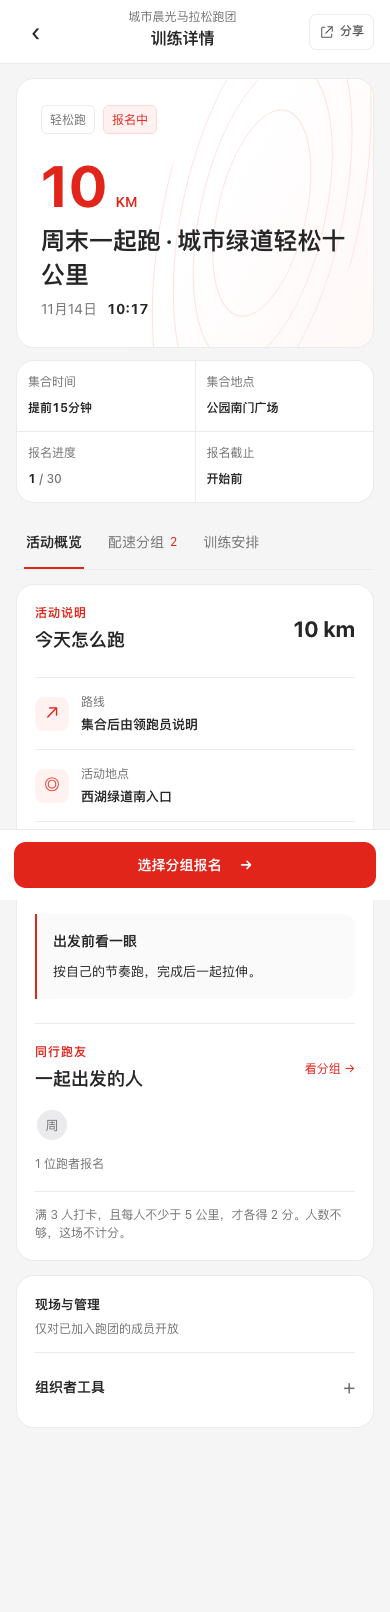 城市晨光马拉松跑团
训练详情
分享
轻松跑
报名中
10 KM
周末一起跑 · 城市绿道轻松十
公里
11月14日 10:17
集合时间
提前15分钟
集合地点
公园南门广场
报名进度
1 / 30
报名截止
开始前
活动概览
配速分组 2
训练安排
活动说明
今天怎么跑
10 km
路线
集合后由领跑员说明
活动地点
西湖绿道南入口
选择分组报名 →
出发前看一眼
按自己的节奏跑，完成后一起拉伸。
同行跑友
一起出发的人
看分组 →
周
1 位跑者报名
满 3 人打卡，且每人不少于 5 公里，才各得 2 分。人数不
够，这场不计分。
现场与管理
仅对已加入跑团的成员开放
组织者工具